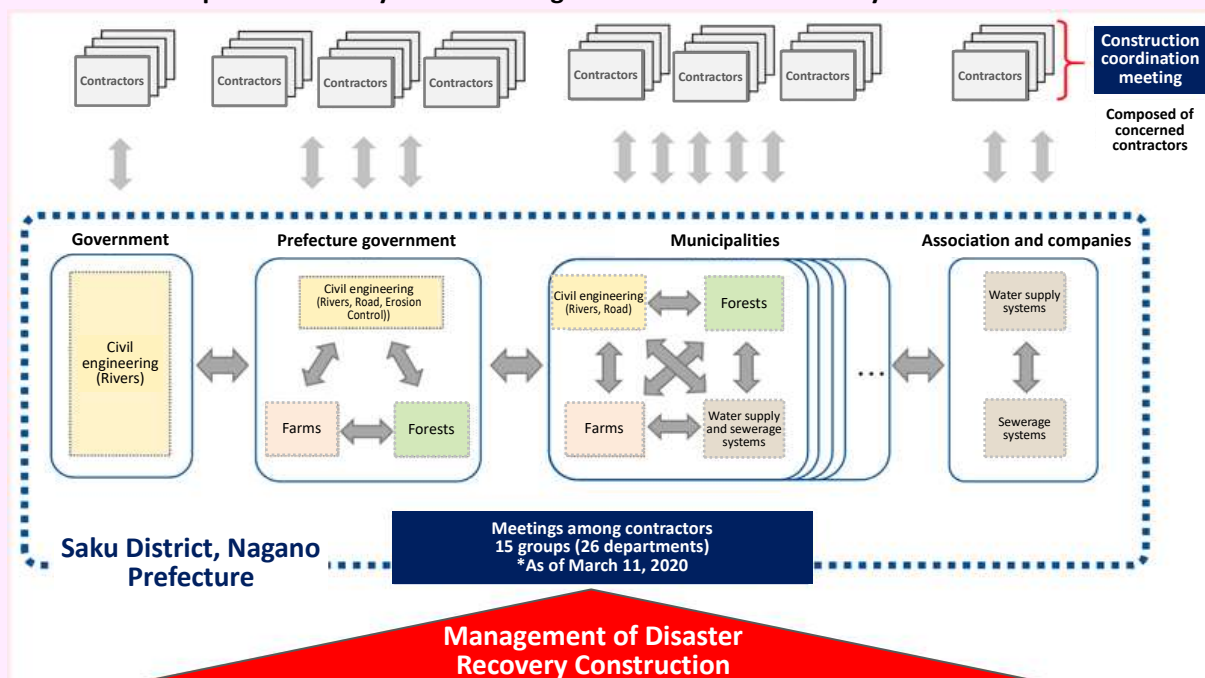 Contractors
Contractors
Contractors
Contractors
Contractors
Contractors
Contractors
Contractors
Construction
coordination
meeting
Composed of
concerned
contractors
Government
Prefecture government
Municipalities
Association and companies
Civil
engineering
(Rivers)
Civil engineering
(Rivers, Road, Erosion
Control))
Farms
Forests
Civil engineering
(Rivers, Road)
Forests
Farms
Water supply
and sewerage
systems
...
Water supply
systems
Sewerage
systems
Saku District, Nagano
Prefecture
Meetings among contractors
15 groups (26 departments)
*As of March 11, 2020
Management of Disaster
Recovery Construction